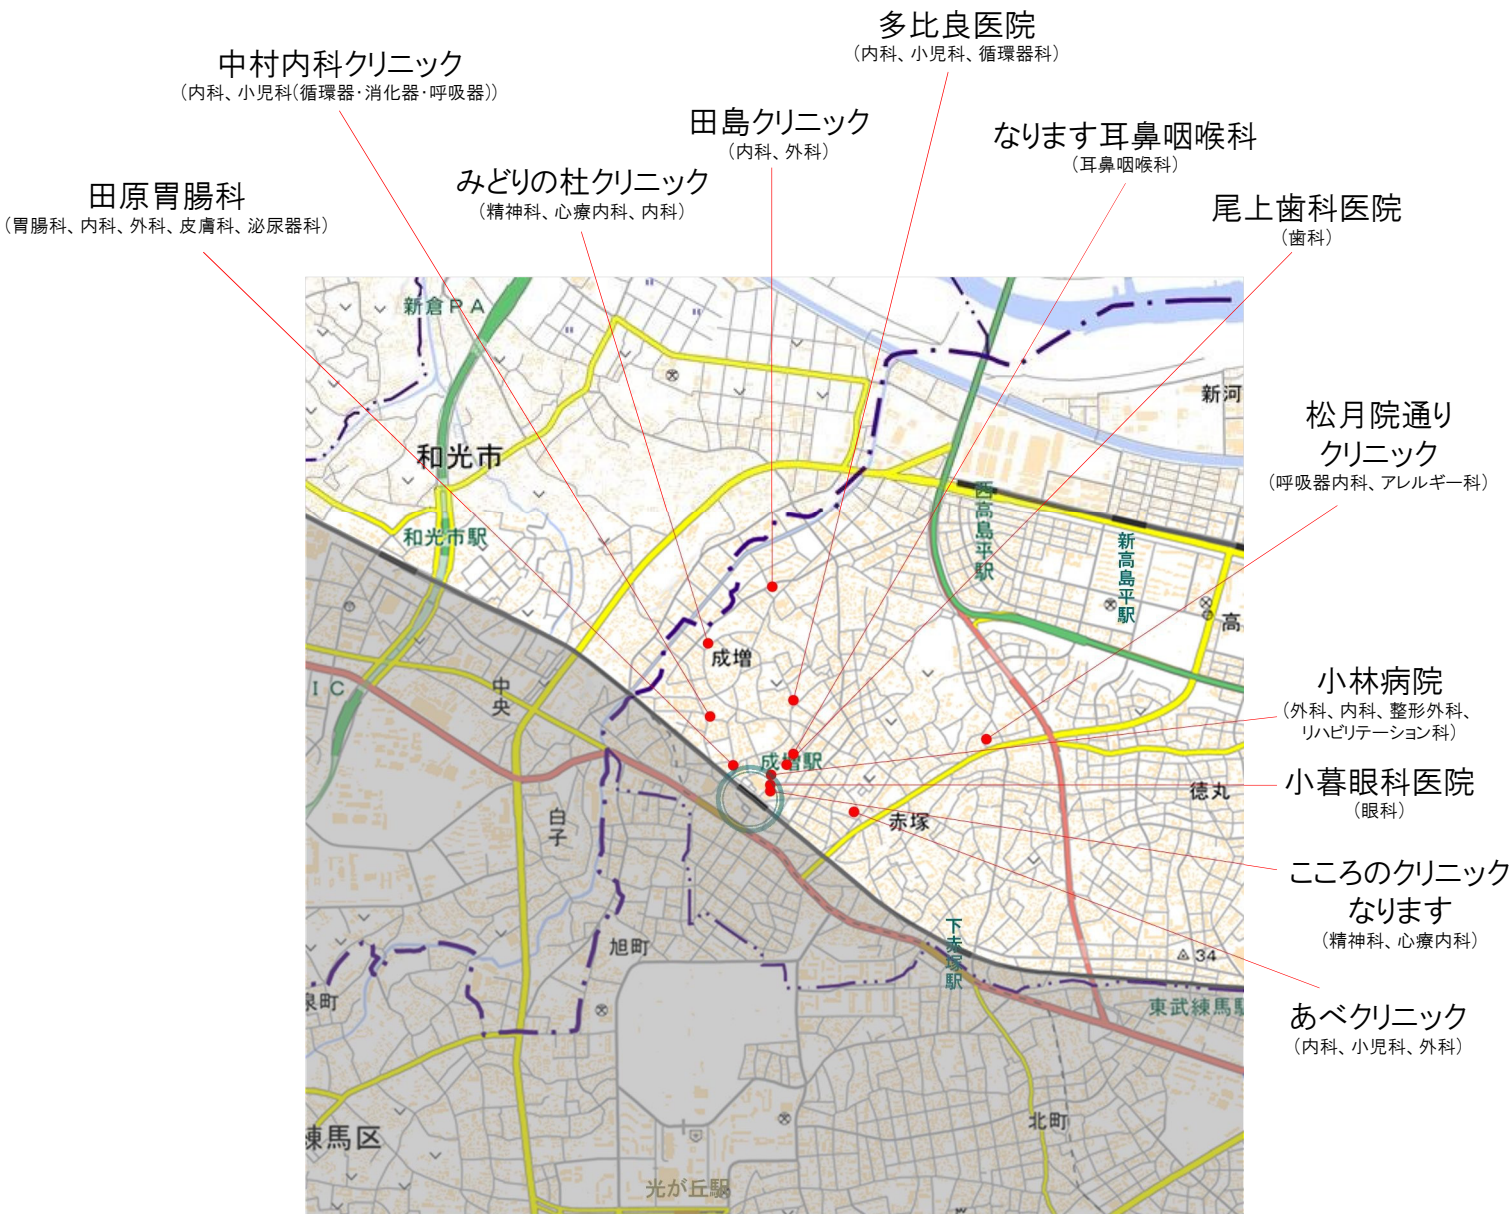 多比良医院
（内科、小児科、循環器科）
中村内科クリニック
（内科、小児科（循環器・消化器・呼吸器））
田島クリニック
（内科、外科）
なります耳鼻咽喉科
（耳鼻咽喉科）
みどりの杜クリニック
（精神科、心療内科、内科）
田原胃腸科
（胃腸科、内科、外科、皮膚科、泌尿器科）
尾上歯科医院
（歯科）
松月院通り
クリニック
（呼吸器内科、アレルギー科）
小林病院
（外科、内科、整形外科、
リハビリテーション科）
小暮眼科医院
（眼科）
こころのクリニック
なります
（精神科、心療内科）
あべクリニック
（内科、小児科、外科）
新倉ＰＡ
新河
和光市
和光市駅
西高島平駅
新高島平駅
高
成増
ＩＣ
中央
成増駅
徳丸
白子
赤塚
旭町
下赤塚駅
34
泉町
東武練馬駅
北町
練馬区
光が丘駅